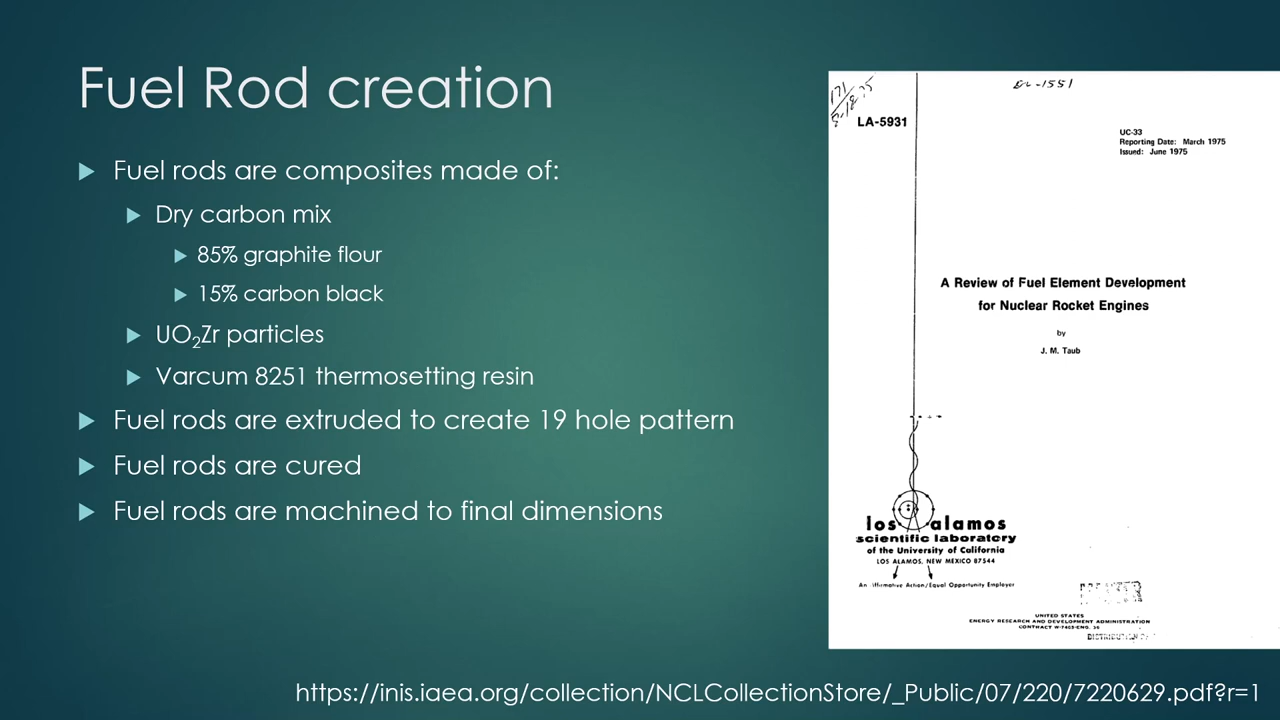 Fuel Rod creation
Fuel rods are composites made of:
Dry carbon mix
85% graphite flour
15% carbon black
UO₂Zr particles
Varcum 8251 thermosetting resin
Fuel rods are extruded to create 19 hole pattern
Fuel rods are cured
Fuel rods are machined to final dimensions
LA-5931
UC-33
Reporting Date: March 1975
Issued: June 1975
A Review of Fuel Element Development
for Nuclear Rocket Engines
by
J. M. Taub
los alamos
scientific laboratory
of the University of California
LOS ALAMOS, NEW MEXICO 87544
An Affirmative Action/Equal Opportunity Employer
UNITED STATES
ENERGY RESEARCH AND DEVELOPMENT ADMINISTRATION
CONTRACT W-7405-ENG. 36
https://inis.iaea.org/collection/NCLCollectionStore/_Public/07/220/7220629.pdf?r=1